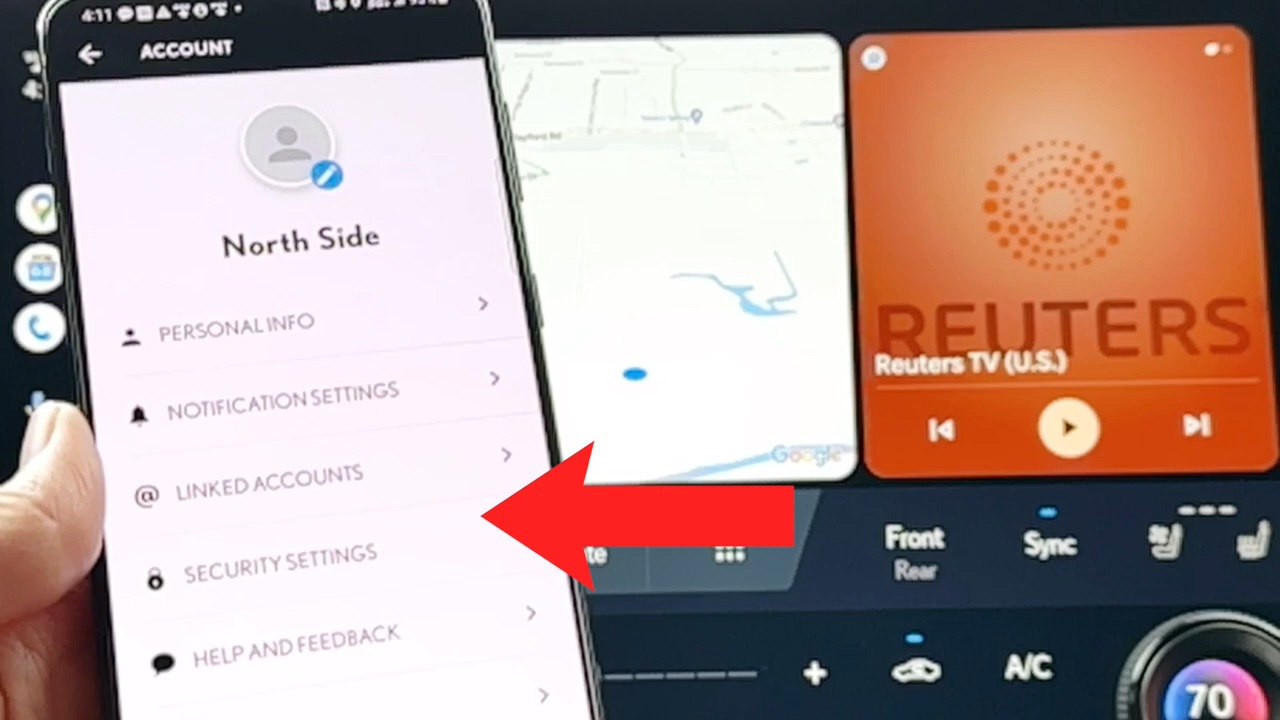 4:11
ACCOUNT
North Side
PERSONAL INFO
NOTIFICATION SETTINGS
@ LINKED ACCOUNTS
SECURITY SETTINGS
HELP AND FEEDBACK
Google
REUTERS
Reuters TV (U.S.)
Front
Rear
Sync
A/C
70